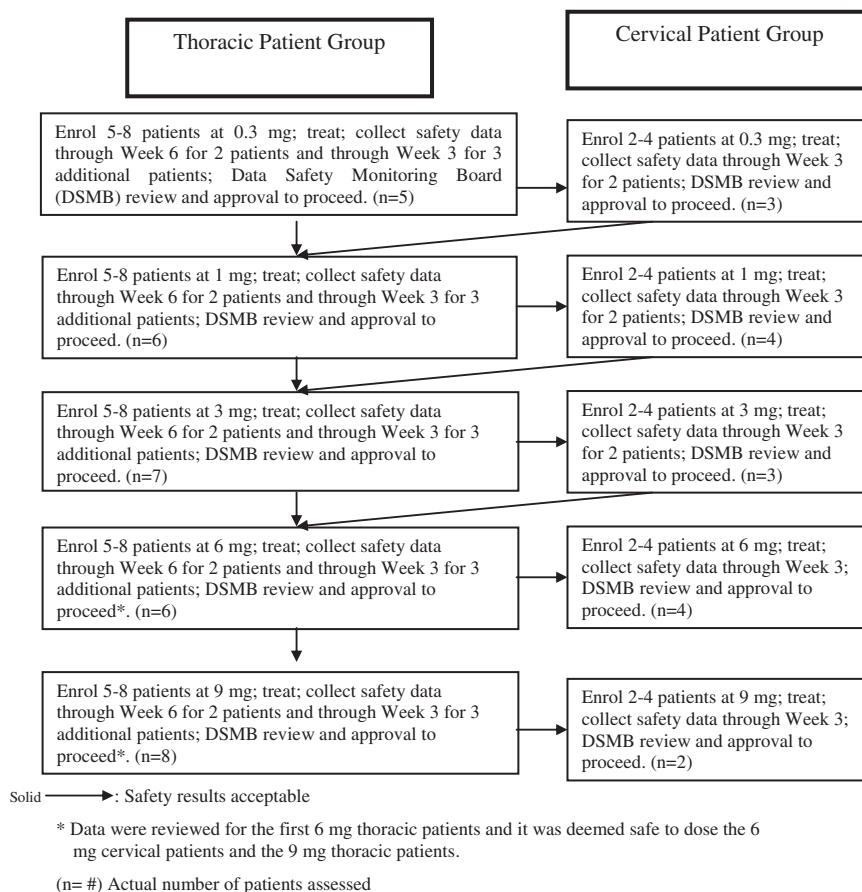 Thoracic Patient Group
Cervical Patient Group
Enrol 5-8 patients at 0.3 mg; treat; collect safety data
through Week 6 for 2 patients and through Week 3 for 3
additional patients; Data Safety Monitoring Board
(DSMB) review and approval to proceed. (n=5)
Enrol 2-4 patients at 0.3 mg; treat;
collect safety data through Week 3
for 2 patients; DSMB review and
approval to proceed. (n=3)
Enrol 5-8 patients at 1 mg; treat; collect safety data
through Week 6 for 2 patients and through Week 3 for 3
additional patients; DSMB review and approval to
proceed. (n=6)
Enrol 2-4 patients at 1 mg; treat;
collect safety data through Week 3
for 2 patients; DSMB review and
approval to proceed. (n=4)
Enrol 5-8 patients at 3 mg; treat; collect safety data
through Week 6 for 2 patients and through Week 3 for 3
additional patients; DSMB review and approval to
proceed. (n=7)
Enrol 2-4 patients at 3 mg; treat;
collect safety data through Week 3
for 2 patients; DSMB review and
approval to proceed. (n=3)
Enrol 5-8 patients at 6 mg; treat; collect safety data
through Week 6 for 2 patients and through Week 3 for 3
additional patients; DSMB review and approval to
proceed*. (n=6)
Enrol 2-4 patients at 6 mg; treat;
collect safety data through Week 3;
DSMB review and approval to
proceed. (n=4)
Enrol 5-8 patients at 9 mg; treat; collect safety data
through Week 6 for 2 patients and through Week 3 for 3
additional patients; DSMB review and approval to
proceed*. (n=8)
Enrol 2-4 patients at 9 mg; treat;
collect safety data through Week 3;
DSMB review and approval to
proceed. (n=2)
Solid : Safety results acceptable
* Data were reviewed for the first 6 mg thoracic patients and it was deemed safe to dose the 6
mg cervical patients and the 9 mg thoracic patients.
(n= #) Actual number of patients assessed